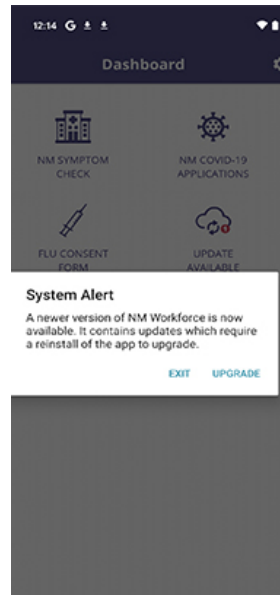 12:14
Dashboard
NM SYMPTOM
CHECK
NM COVID-19
APPLICATIONS
FLU CONSENT
FORM
UPDATE
AVAILABLE
System Alert
A newer version of NM Workforce is now
available. It contains updates which require
a reinstall of the app to upgrade.
EXIT
UPGRADE